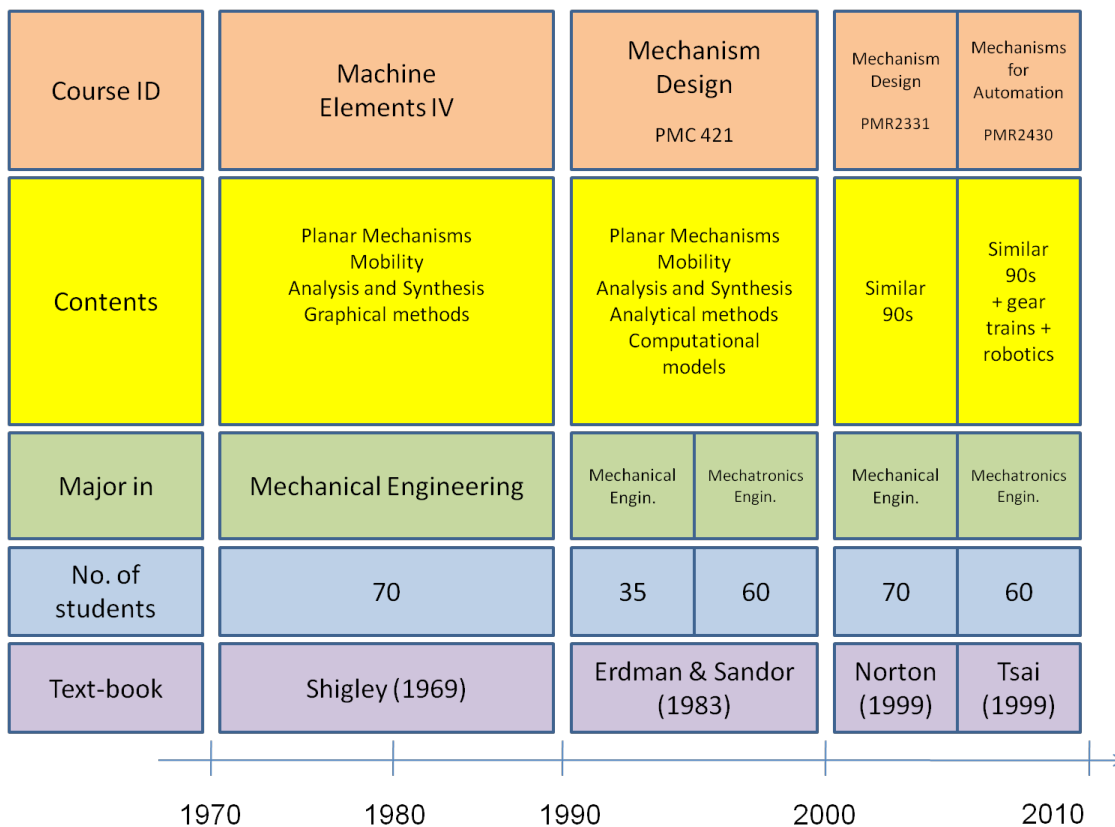 Course ID
Machine
Elements IV
Mechanism
Design
PMC 421
Mechanism
Design
PMR2331
Mechanisms
for
Automation
PMR2430
Contents
Planar Mechanisms
Mobility
Analysis and Synthesis
Graphical methods
Planar Mechanisms
Mobility
Analysis and Synthesis
Analytical methods
Computational
models
Similar
90s
Similar
90s
+ gear
trains +
robotics
Major in
Mechanical Engineering
Mechanical
Engin.
Mechatronics
Engin.
Mechanical
Engin.
Mechatronics
Engin.
No. of
students
70
35
60
70
60
Text-book
Shigley (1969)
Erdman & Sandor
(1983)
Norton
(1999)
Tsai
(1999)
1970
1980
1990
2000
2010